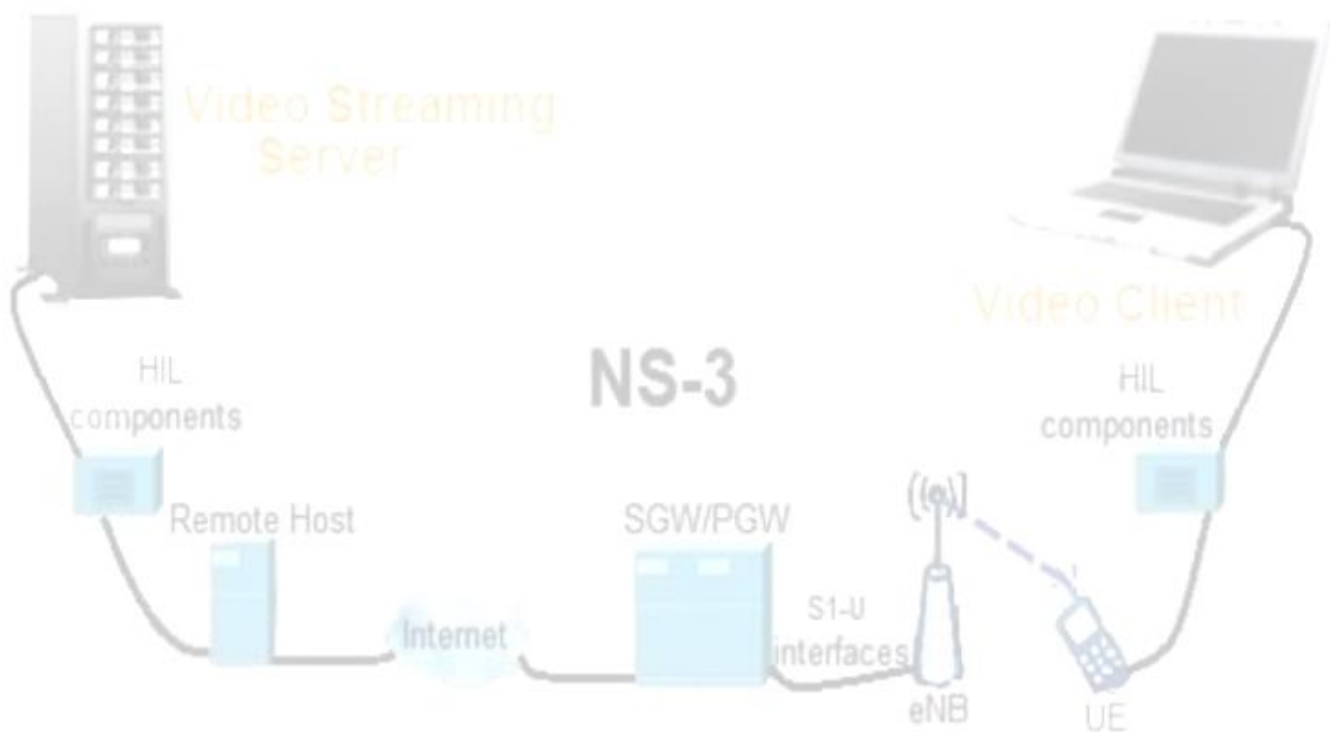 Video Streaming
Server
Video Client
NS-3
HIL
components
HIL
components
Remote Host
SGW/PGW
Internet
S1-U
interfaces
eNB
UE